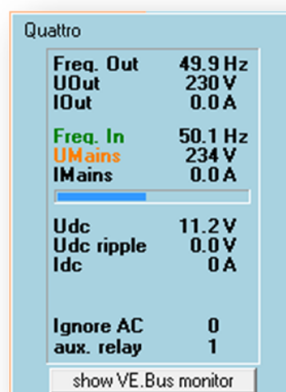 Quattro
Freq. Out 49.9 Hz
UOut 230 V
IOut 0.0 A
Freq. In 50.1 Hz
UMains 234 V
IMains 0.0 A
Udc 11.2 V
Udc ripple 0.0 V
Idc 0 A
Ignore AC 0
aux. relay 1
show VE.Bus monitor